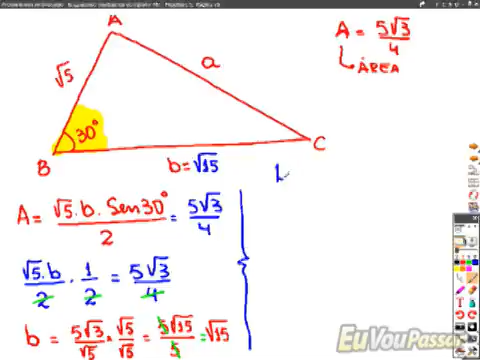 A
A = 5√3/4
ÁREA
√5
a
30°
B
C
b=√15
A = √5.b.Sen30°/2 = 5√3/4
√5.b/2 . 1/2 = 5√3/4
b = 5√3/√5 . √5/√5 = 5√15/5 = √15
EuVouPassar